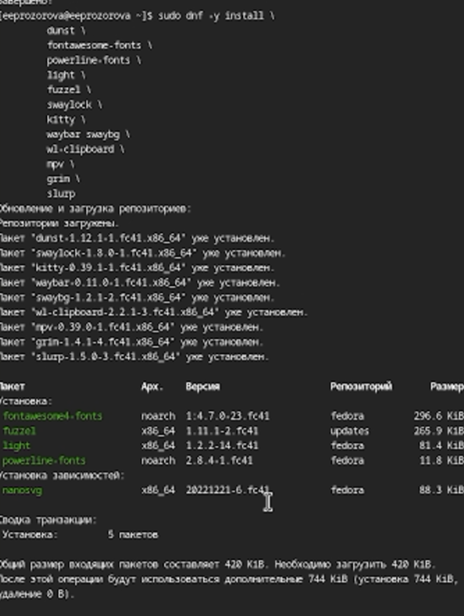 Завершено!
[eeprozorova@eeprozorova ~]$ sudo dnf -y install \
dunst \
fontawesome-fonts \
powerline-fonts \
light \
fuzzel \
swaylock \
kitty \
waybar swaybg \
wl-clipboard \
mpv \
grim \
slurp
Обновление и загрузка репозиториев:
Репозитории загружены.
Пакет "dunst-1.12.1-1.fc41.x86_64" уже установлен.
Пакет "swaylock-1.8.0-1.fc41.x86_64" уже установлен.
Пакет "kitty-0.39.1-1.fc41.x86_64" уже установлен.
Пакет "waybar-0.11.0-1.fc41.x86_64" уже установлен.
Пакет "swaybg-1.2.1-2.fc41.x86_64" уже установлен.
Пакет "wl-clipboard-2.2.1-3.fc41.x86_64" уже установлен.
Пакет "mpv-0.39.0-1.fc41.x86_64" уже установлен.
Пакет "grim-1.4.1-4.fc41.x86_64" уже установлен.
Пакет "slurp-1.5.0-3.fc41.x86_64" уже установлен.
Пакет Арх. Версия Репозиторий Размер
Установка:
fontawesome4-fonts noarch 1:4.7.0-23.fc41 fedora 296.6 KiB
fuzzel x86_64 1.11.1-2.fc41 updates 265.9 KiB
light x86_64 1.2.2-14.fc41 fedora 81.4 KiB
powerline-fonts noarch 2.8.4-1.fc41 fedora 11.8 KiB
Установка зависимостей:
nanosvg x86_64 20221221-6.fc41 fedora 88.3 KiB
Сводка транзакции:
Установка: 5 пакетов
Общий размер входящих пакетов составляет 420 KiB. Необходимо загрузить 420 KiB.
После этой операции будут использоваться дополнительные 744 KiB (установка 744 KiB,
удаление 0 B).